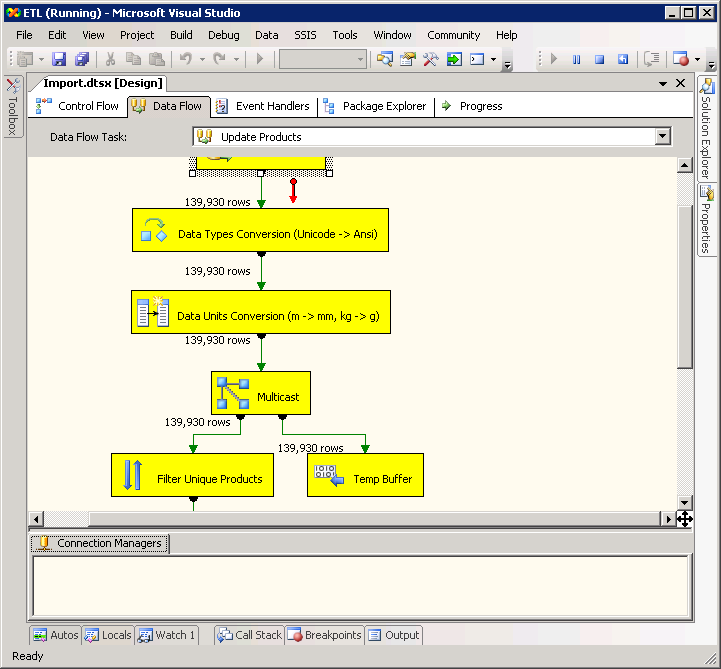 ETL (Running) - Microsoft Visual Studio
File Edit View Project Build Debug Data SSIS Tools Window Community Help
Import.dtsx [Design]
Toolbox
Control Flow Data Flow Event Handlers Package Explorer Progress
Solution Explorer
Properties
Data Flow Task: Update Products
139,930 rows
Data Types Conversion (Unicode -> Ansi)
139,930 rows
Data Units Conversion (m -> mm, kg -> g)
139,930 rows
Multicast
139,930 rows
139,930 rows
Filter Unique Products
Temp Buffer
Connection Managers
Autos Locals Watch 1 Call Stack Breakpoints Output
Ready